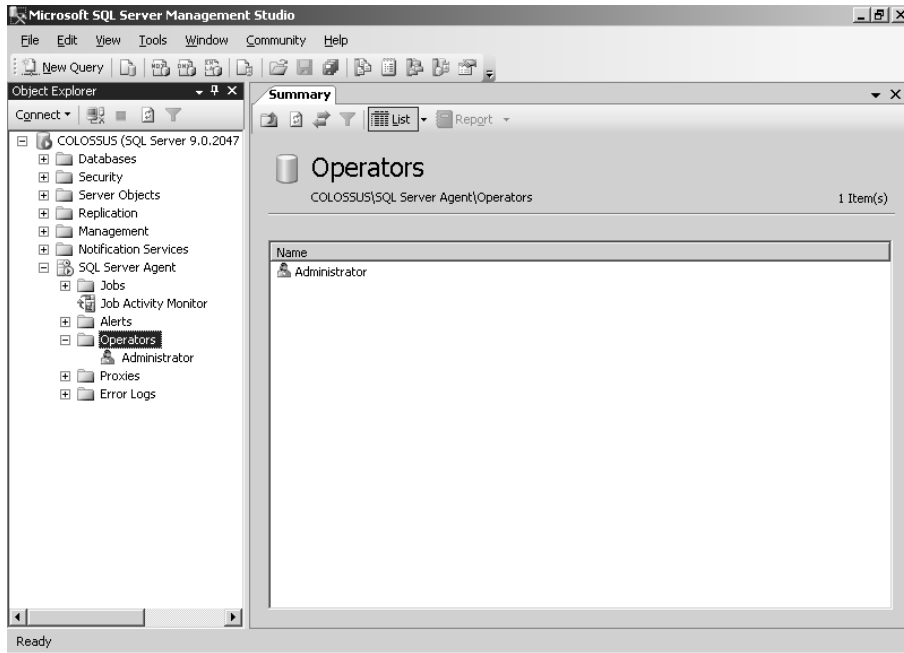 Microsoft SQL Server Management Studio
File Edit View Tools Window Community Help
New Query
Object Explorer
Connect
COLOSSUS (SQL Server 9.0.2047
Databases
Security
Server Objects
Replication
Management
Notification Services
SQL Server Agent
Jobs
Job Activity Monitor
Alerts
Operators
Administrator
Proxies
Error Logs
Summary
List Report
Operators
COLOSSUS\SQL Server Agent\Operators 1 Item(s)
Name
Administrator
Ready